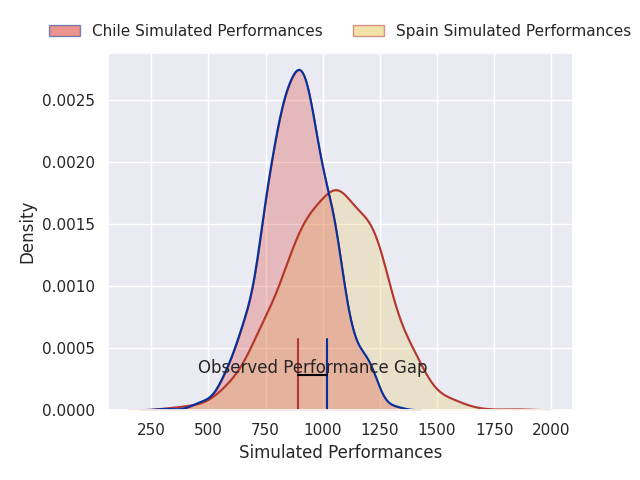 Chile Simulated Performances Spain Simulated Performances
0.0025
0.0020
0.0015
0.0010
0.0005
0.0000
Density
Observed Performance Gap
250 500 750 1000 1250 1500 1750 2000
Simulated Performances